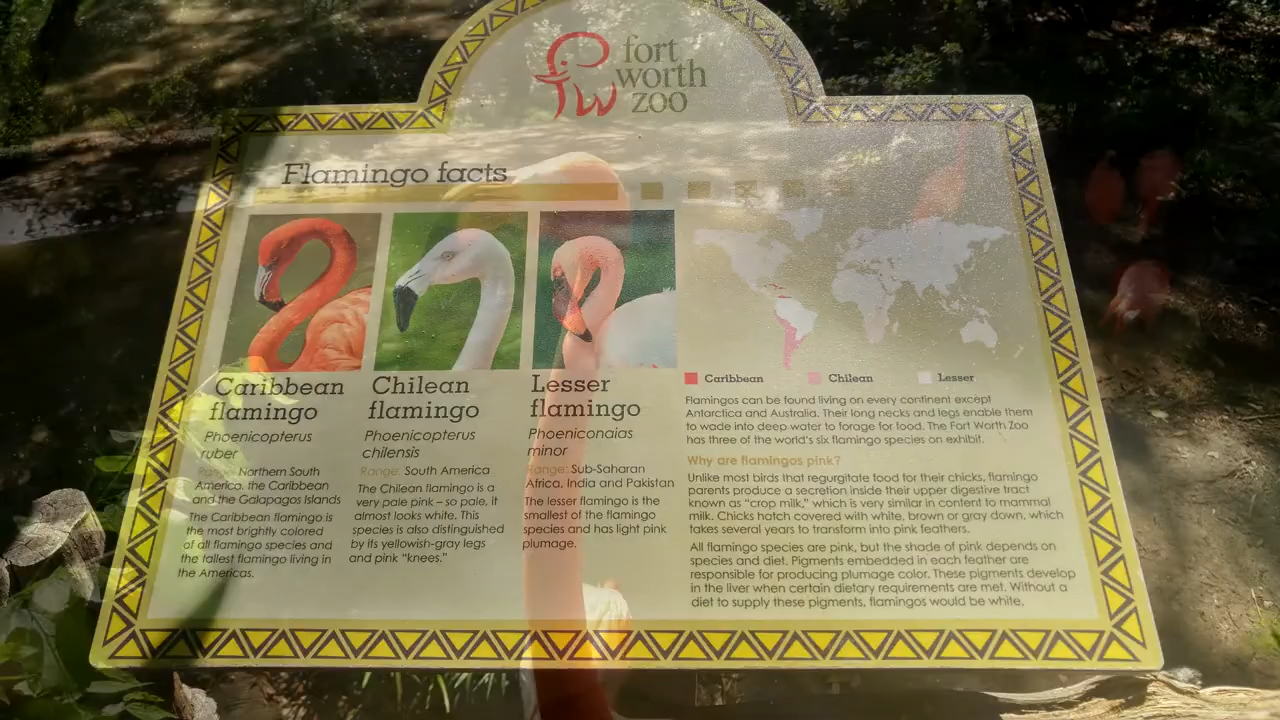 fort
worth
zoo
Flamingo facts
Caribbean
flamingo
Phoenicopterus
ruber
Range: Northern South
America, the Caribbean
and the Galapagos Islands
The Caribbean flamingo is
the most brightly colored
of all flamingo species and
the tallest flamingo living in
the Americas.
Chilean
flamingo
Phoenicopterus
chilensis
Range: South America
The Chilean flamingo is a
very pale pink – so pale, it
almost looks white. This
species is also distinguished
by its yellowish-gray legs
and pink “knees.”
Lesser
flamingo
Phoeniconaias
minor
Range: Sub-Saharan
Africa, India and Pakistan
The lesser flamingo is the
smallest of the flamingo
species and has light pink
plumage.
Caribbean Chilean Lesser
Flamingos can be found living on every continent except
Antarctica and Australia. Their long necks and legs enable them
to wade into deep water to forage for food. The Fort Worth Zoo
has three of the world's six flamingo species on exhibit.
Why are flamingos pink?
Unlike most birds that regurgitate food for their chicks, flamingo
parents produce a secretion inside their upper digestive tract
known as “crop milk,” which is very similar in content to mammal
milk. Chicks hatch covered with white, brown or gray down, which
takes several years to transform into pink feathers.
All flamingo species are pink, but the shade of pink depends on
species and diet. Pigments embedded in each feather are
responsible for producing plumage color. These pigments develop
in the liver when certain dietary requirements are met. Without a
diet to supply these pigments, flamingos would be white.